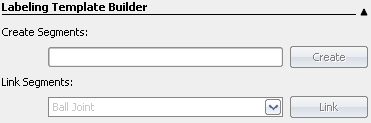 Labeling Template Builder
Create Segments:
Create
Link Segments:
Ball Joint
Link